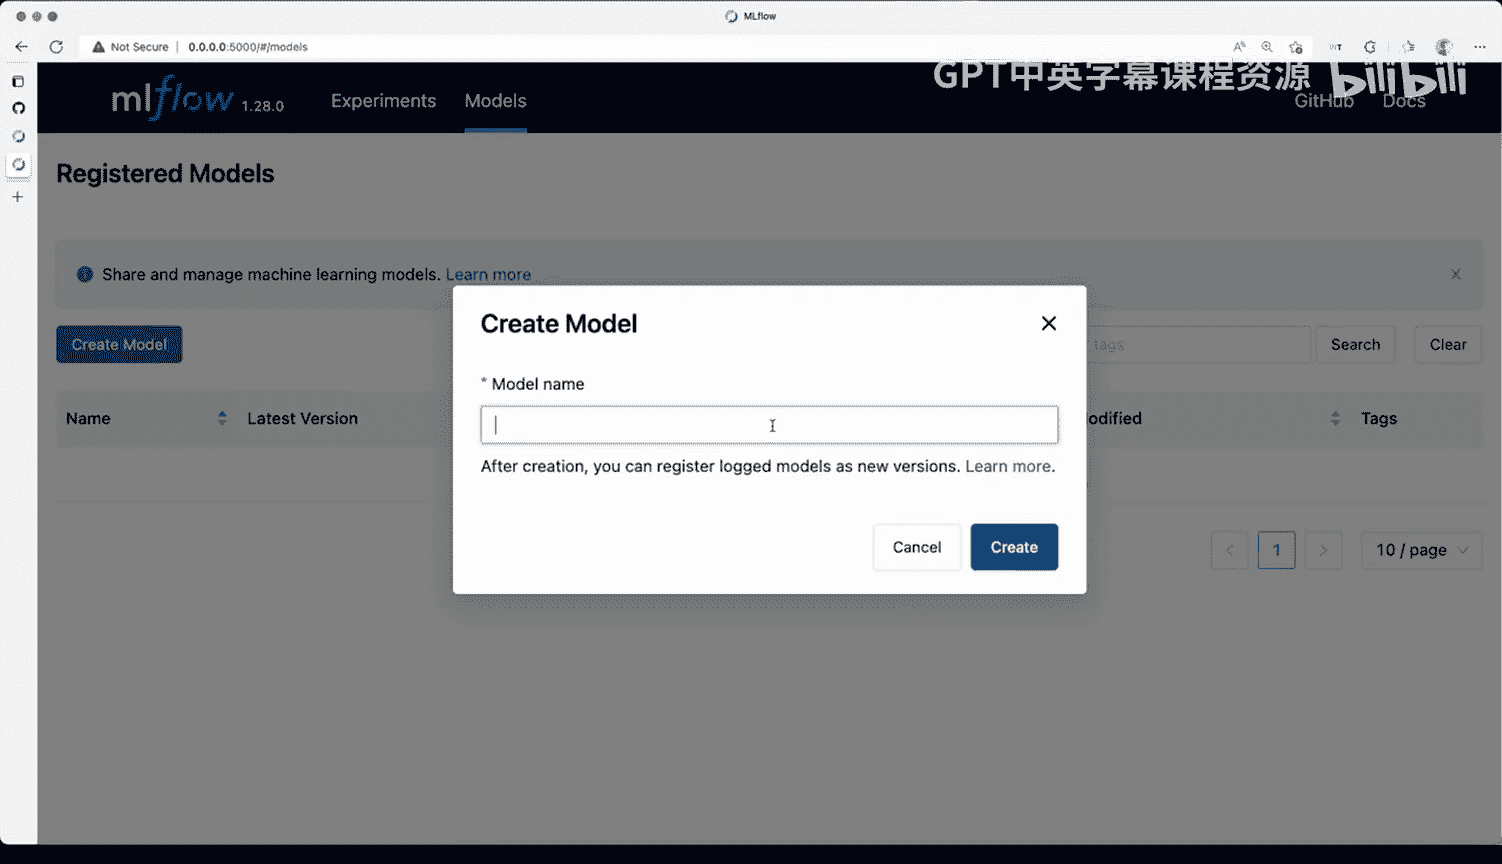 MLflow
Not Secure | 0.0.0.0:5000/#/models
mlflow 1.28.0 Experiments Models GitHub Docs
GPT中英字幕课程资源 bilibili
Registered Models
Share and manage machine learning models. Learn more
Create Model
tags Search Clear
Name Latest Version odified Tags
Create Model
* Model name
After creation, you can register logged models as new versions. Learn more.
Cancel Create
1 10 / page